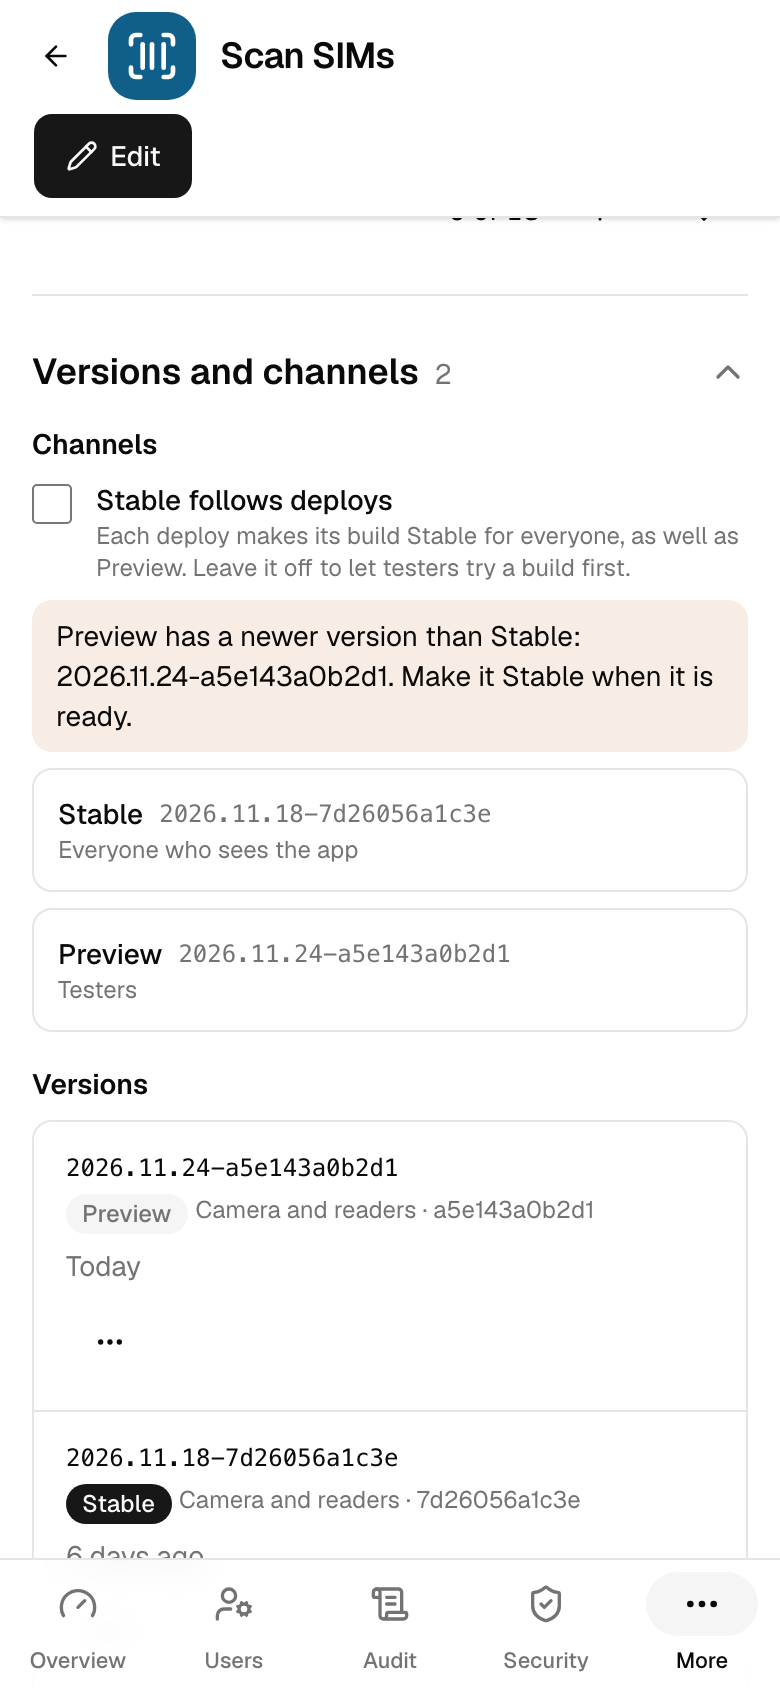 Scan SIMs
Edit
Versions and channels 2
Channels
Stable follows deploys
Each deploy makes its build Stable for everyone, as well as
Preview. Leave it off to let testers try a build first.
Preview has a newer version than Stable:
2026.11.24-a5e143a0b2d1. Make it Stable when it is
ready.
Stable 2026.11.18-7d26056a1c3e
Everyone who sees the app
Preview 2026.11.24-a5e143a0b2d1
Testers
Versions
2026.11.24-a5e143a0b2d1
Preview Camera and readers · a5e143a0b2d1
Today
2026.11.18-7d26056a1c3e
Stable Camera and readers · 7d26056a1c3e
6 days ago
Overview Users Audit Security More